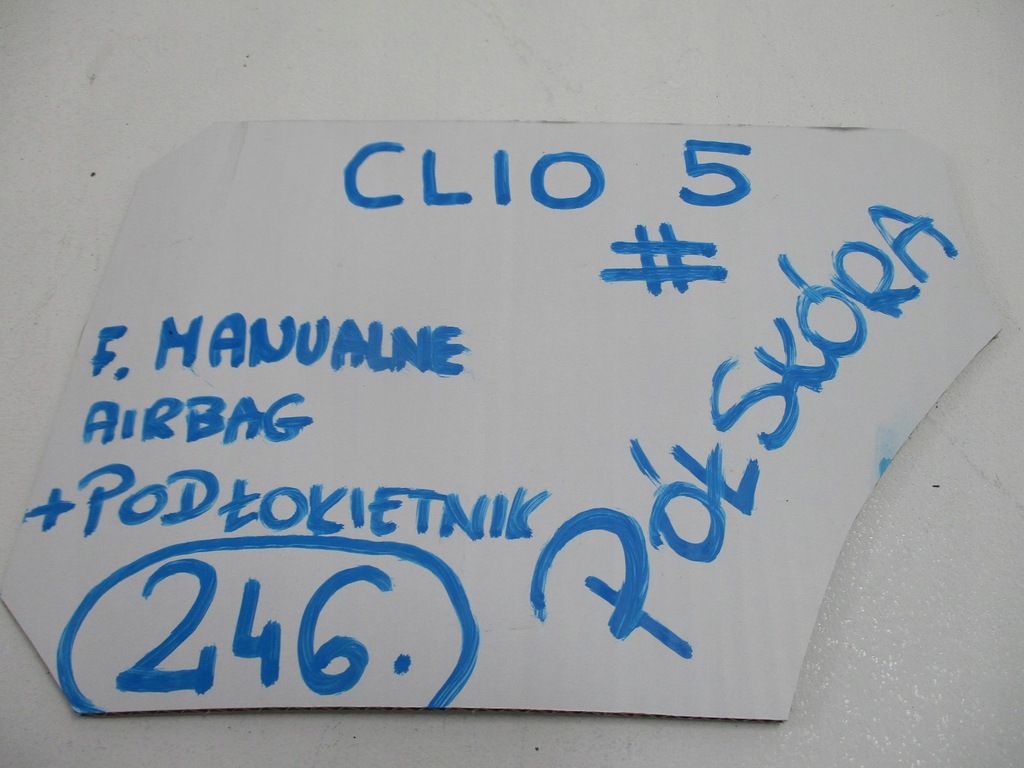 CLIO 5
#
PÓŁSKÓRA
F. MANUALNE
AIRBAG
+PODŁOKIETNIK
246.